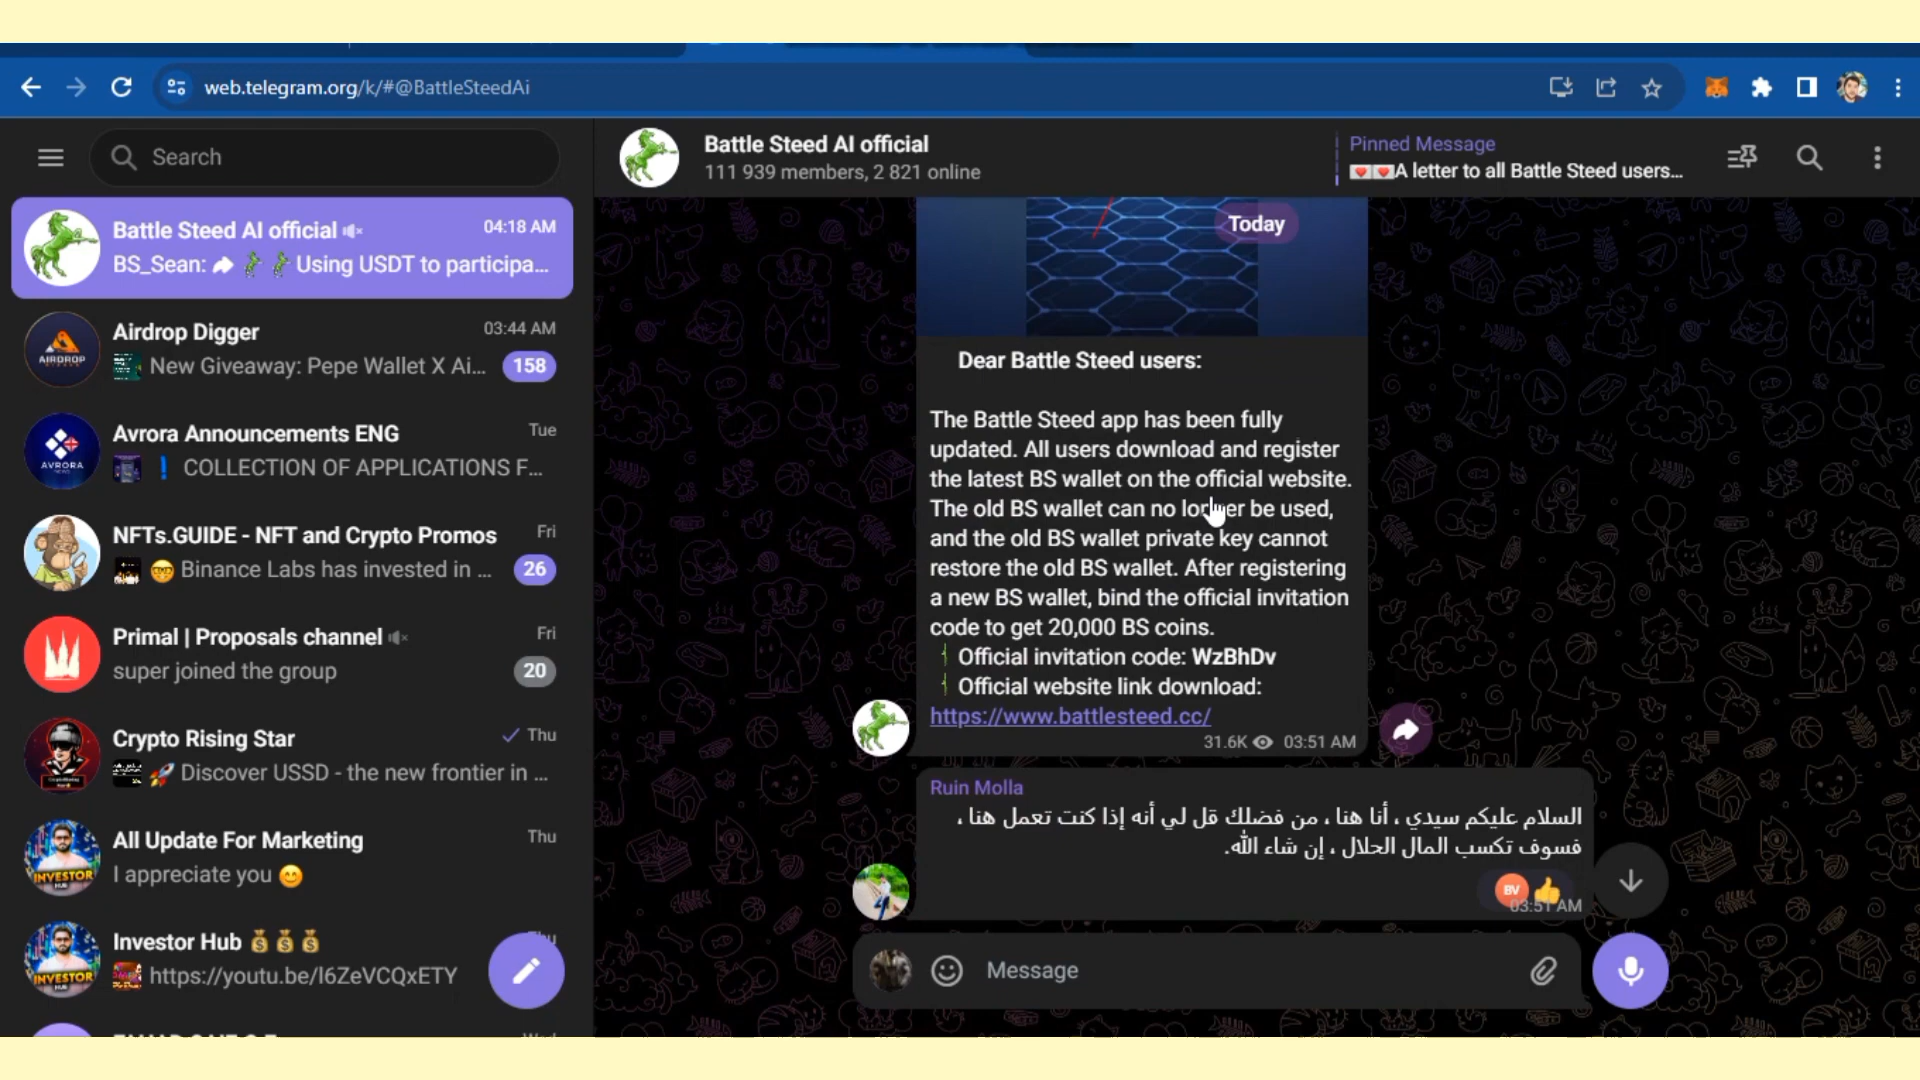 web.telegram.org/k/#@BattleSteedAi
Search
Battle Steed AI official
04:18 AM
BS_Sean: Using USDT to participa...
Airdrop Digger
03:44 AM
New Giveaway: Pepe Wallet X Ai...
158
AIRDROP
Avrora Announcements ENG
Tue
❗ COLLECTION OF APPLICATIONS F...
AVRORA
NFTs.GUIDE - NFT and Crypto Promos
Fri
🤓 Binance Labs has invested in ...
26
Primal | Proposals channel
Fri
super joined the group
20
Crypto Rising Star
Thu
🚀 Discover USSD - the new frontier in ...
All Update For Marketing
Thu
I appreciate you 😊
INVESTOR
Investor Hub 💰 💰 💰
https://youtu.be/l6ZeVCQxETY
INVESTOR
Battle Steed AI official
111 939 members, 2 821 online
Pinned Message
💌💌A letter to all Battle Steed users...
Today
Dear Battle Steed users:
The Battle Steed app has been fully
updated. All users download and register
the latest BS wallet on the official website.
The old BS wallet can no longer be used,
and the old BS wallet private key cannot
restore the old BS wallet. After registering
a new BS wallet, bind the official invitation
code to get 20,000 BS coins.
Official invitation code: WzBhDv
Official website link download:
https://www.battlesteed.cc/
31.6K 03:51 AM
Ruin Molla
السلام عليكم سيدي ، أنا هنا ، من فضلك قل لي أنه إذا كنت تعمل هنا ،
فسوف تكسب المال الحلال ، إن شاء الله.
BV 👍
03:51 AM
Message